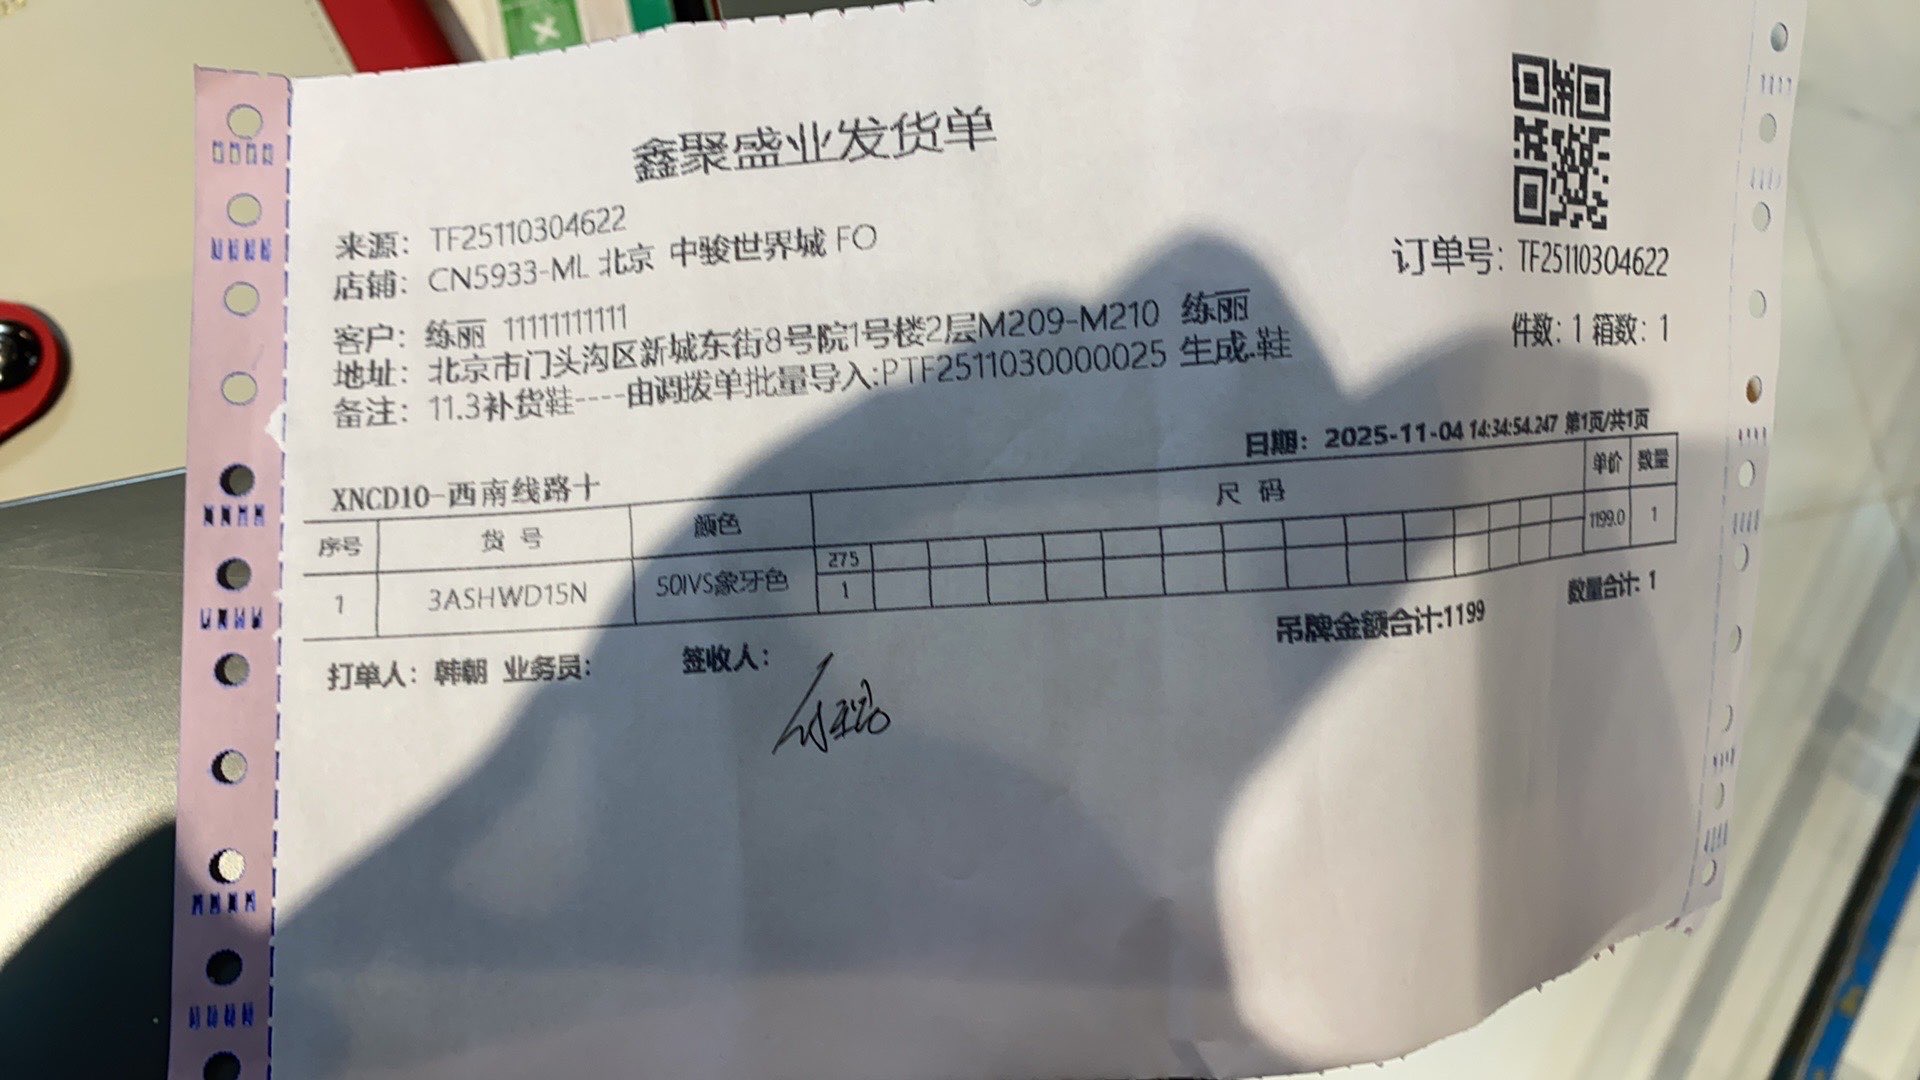 鑫聚盛业发货单
来源： TF25110304622
店铺： CN5933-ML 北京 中骏世界城 FO
订单号: TF25110304622
客户： 练丽 11111111111
件数: 1 箱数: 1
地址： 北京市门头沟区新城东街8号院1号楼2层M209-M210 练丽
备注： 11.3补货鞋----由调拨单批量导入:PTF2511030000025 生成.鞋
日期： 2025-11-04 14:34:54.247 第1页/共1页
XNCD10-西南线路十
序号 货 号 颜色 尺 码 单价 数量
275
1 3ASHWD15N 50IVS象牙色 1 1199.0 1
数量合计: 1
吊牌金额合计:1199
打单人： 韩朝 业务员: 签收人：